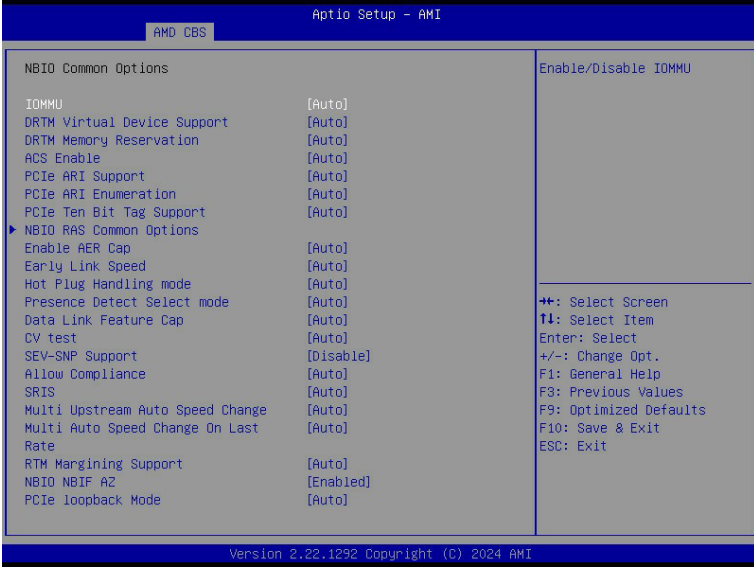 Aptio Setup – AMI
AMD CBS
NBIO Common Options
IOMMU [Auto]
DRTM Virtual Device Support [Auto]
DRTM Memory Reservation [Auto]
ACS Enable [Auto]
PCIe ARI Support [Auto]
PCIe ARI Enumeration [Auto]
PCIe Ten Bit Tag Support [Auto]
NBIO RAS Common Options
Enable AER Cap [Auto]
Early Link Speed [Auto]
Hot Plug Handling mode [Auto]
Presence Detect Select mode [Auto]
Data Link Feature Cap [Auto]
CV test [Auto]
SEV-SNP Support [Disable]
Allow Compliance [Auto]
SRIS [Auto]
Multi Upstream Auto Speed Change [Auto]
Multi Auto Speed Change On Last [Auto]
Rate
RTM Margining Support [Auto]
NBIO NBIF AZ [Enabled]
PCIe loopback Mode [Auto]
Enable/Disable IOMMU
→←: Select Screen
↑↓: Select Item
Enter: Select
+/-: Change Opt.
F1: General Help
F3: Previous Values
F9: Optimized Defaults
F10: Save & Exit
ESC: Exit
Version 2.22.1292 Copyright (C) 2024 AMI